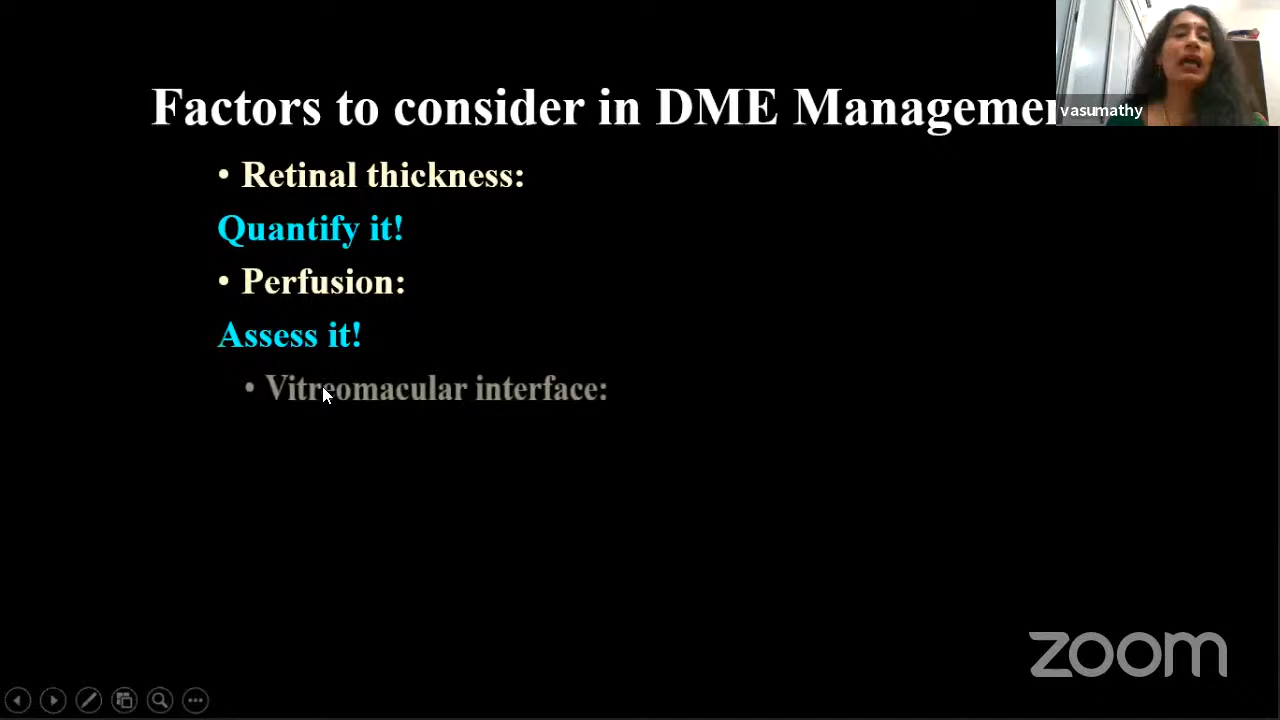 Factors to consider in DME Managemen
vasumathy
• Retinal thickness:
Quantify it!
• Perfusion:
Assess it!
• Vitreomacular interface:
zoom